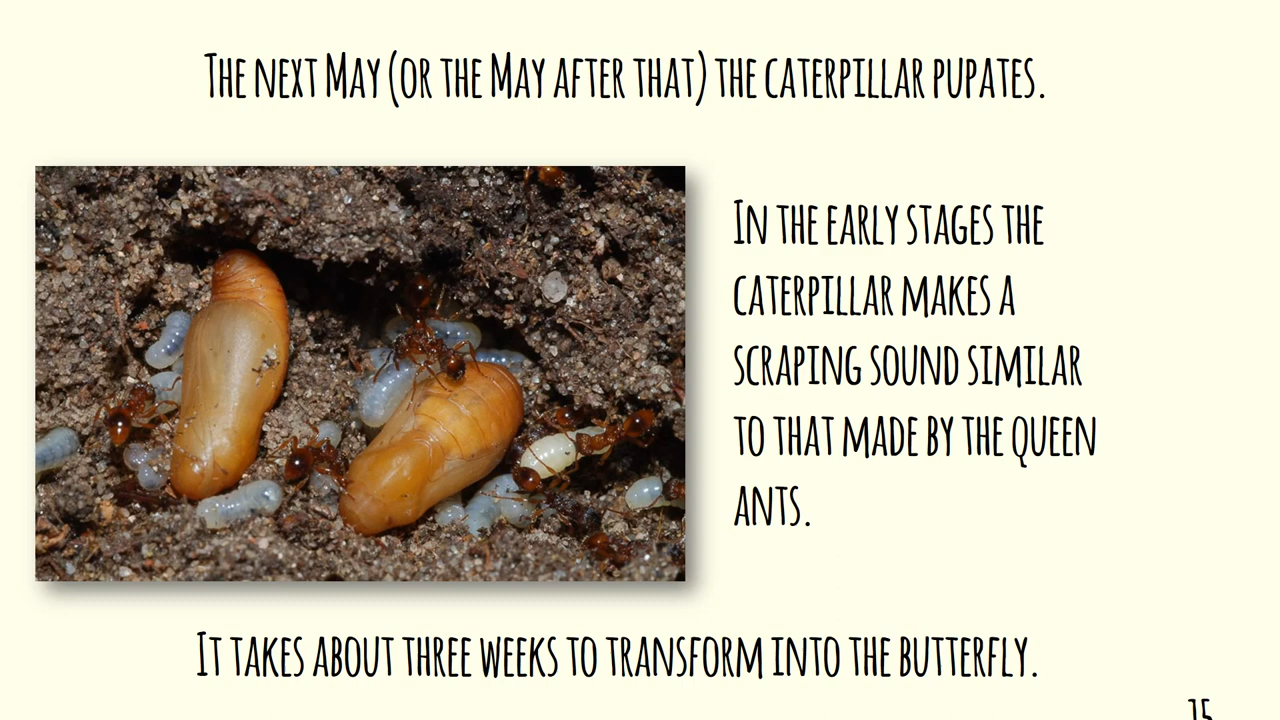 The next May (or the May after that) the caterpillar pupates.
In the early stages the
caterpillar makes a
scraping sound similar
to that made by the queen
ants.
It takes about three weeks to transform into the butterfly.
15